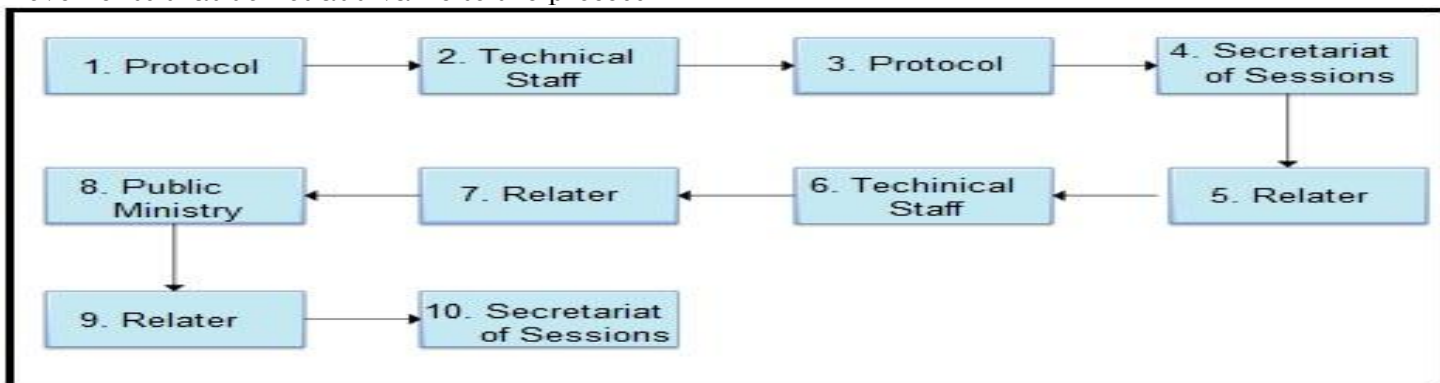 1. Protocol
2. Technical
Staff
3. Protocol
4. Secretariat
of Sessions
8. Public
Ministry
7. Relater
6. Techinical
Staff
5. Relater
9. Relater
10. Secretariat
of Sessions